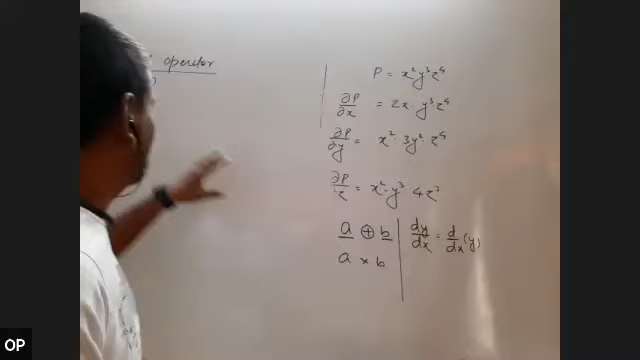 operator
P = x²y³z⁴
∂P/∂x = 2x · y³z⁴
∂P/∂y = x² · 3y² · z⁴
∂P/z = x² · y³ 4z³
a ⊕ b | dy/dx = d/dx (y)
a × b
OP